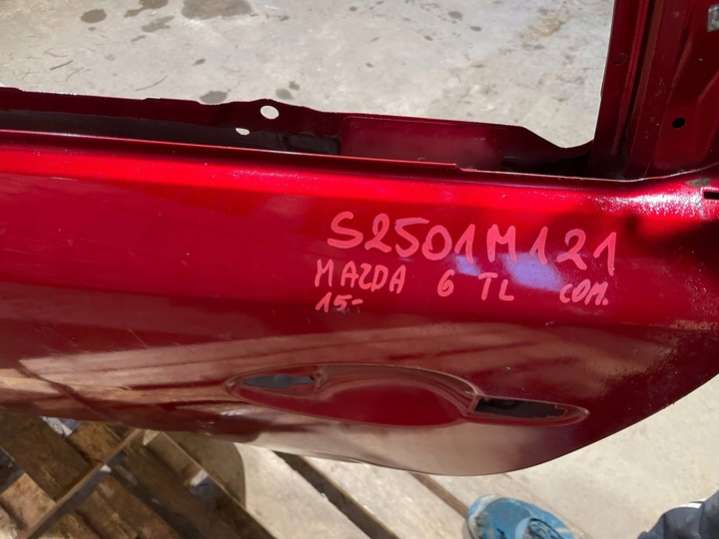 S2501M121
MAZDA 6 TL COM.
15-